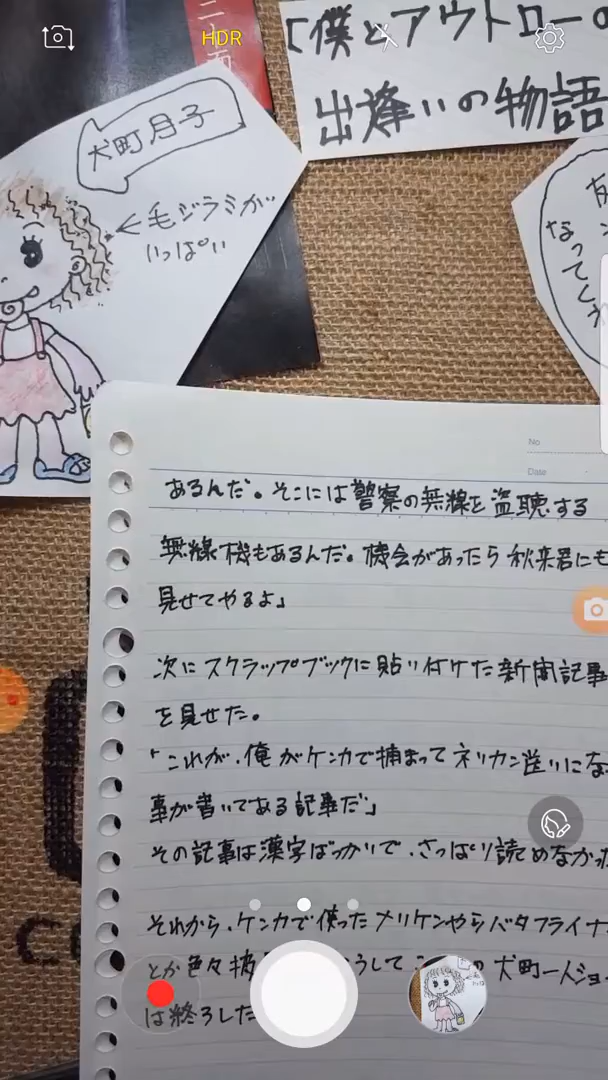 HDR
「僕とアウトローの
出逢いの物語
犬町月子
←毛ジラミが
いっぱい
なってくれ
No
Date
あるんだ。そこには警察の無線を盗聴する
無線機もあるんだ。機会があったら秋来君にも
見せてやるよ」
次にスクラップブックに貼り付けた新聞記事
を見せた。
「これが、俺がケンカで捕まってネリカン送りにな
事が書いてある記事だ」
その記事は漢字ばっかりで、さっぱり読めなかった
それから、ケンカで使ったメリケンやらバタフライナ
とか色々披 うして の犬町一人ショ
は終了した